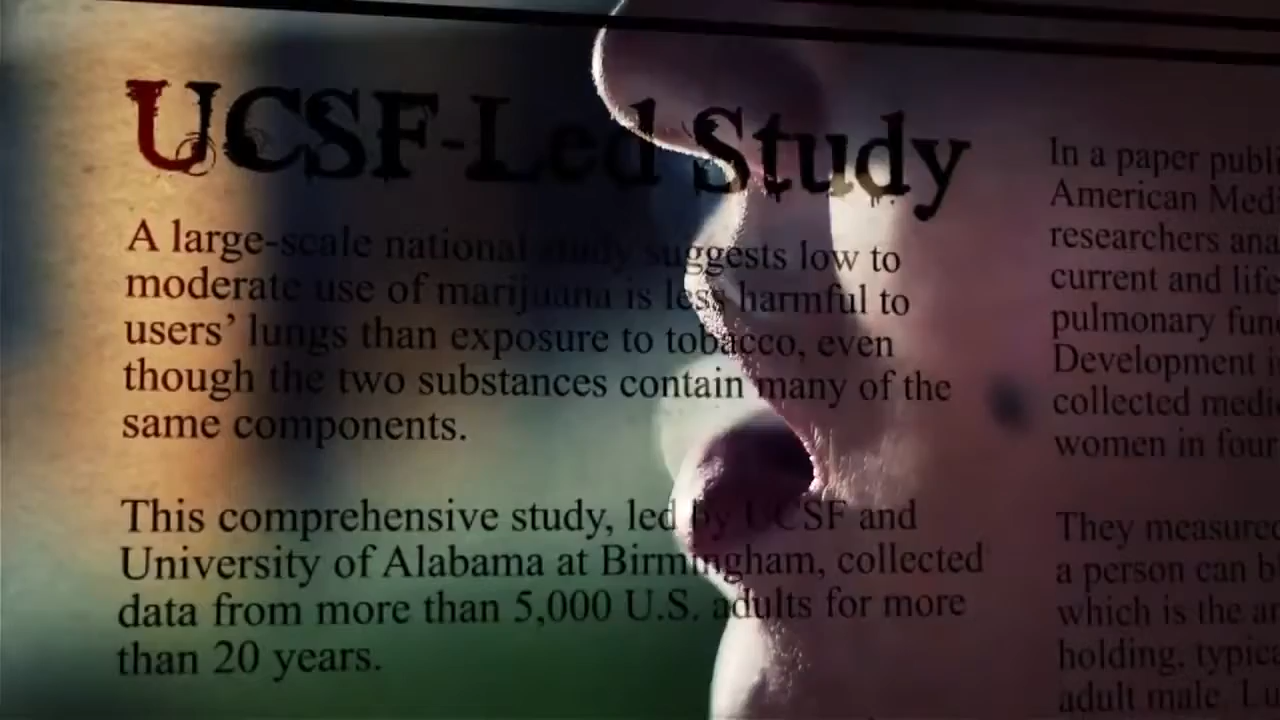 UCSF-Led Study
A large-scale national study suggests low to
moderate use of marijuana is less harmful to
users' lungs than exposure to tobacco, even
though the two substances contain many of the
same components.
This comprehensive study, led by UCSF and
University of Alabama at Birmingham, collected
data from more than 5,000 U.S. adults for more
than 20 years.
In a paper publi
American Med
researchers ana
current and life
pulmonary fun
Development i
collected medi
women in four
They measured
a person can b
which is the a
holding, typica
adult male. Lu